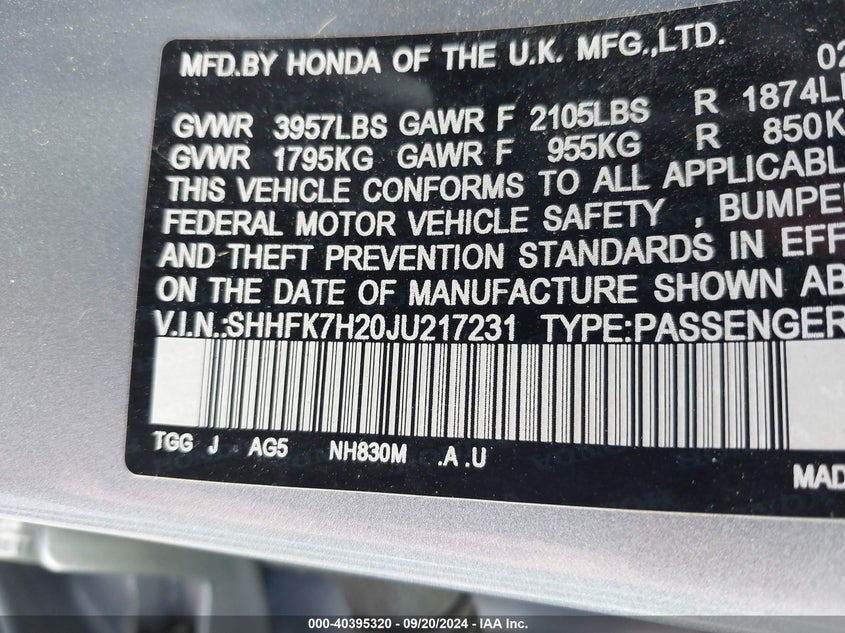 MFD.BY HONDA OF THE U.K. MFG.,LTD. 02
GVWR 3957LBS GAWR F 2105LBS R 1874L
GVWR 1795KG GAWR F 955KG R 850K
THIS VEHICLE CONFORMS TO ALL APPLICABL
FEDERAL MOTOR VEHICLE SAFETY , BUMPE
AND THEFT PREVENTION STANDARDS IN EFF
ON THE DATE OF MANUFACTURE SHOWN AB
V.I.N.:SHHFK7H20JU217231 TYPE:PASSENGER
TGG J AG5 NH830M .A .U
MAD
000-40395320 - 09/20/2024 - IAA Inc.